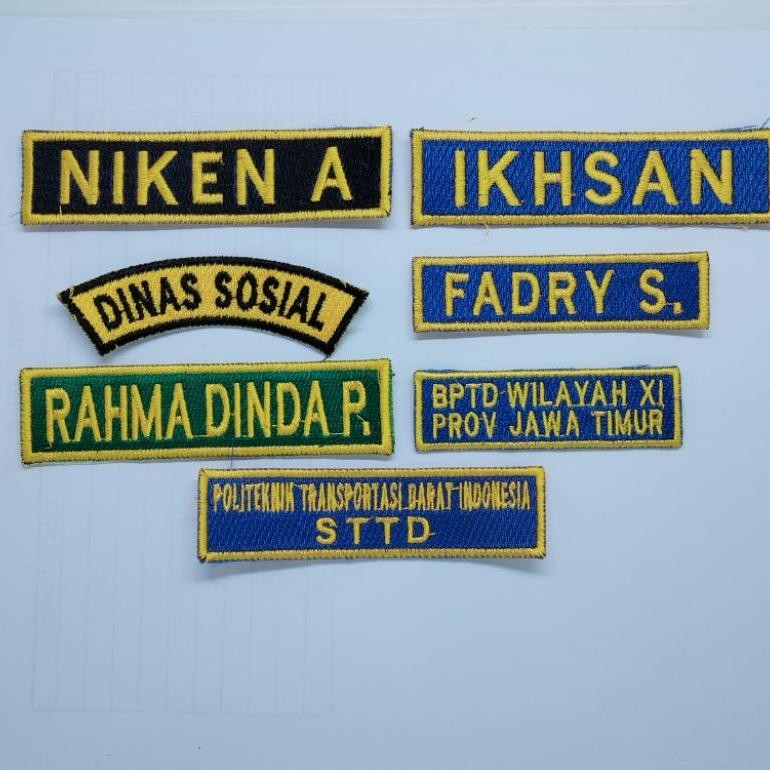 NIKEN A
IKHSAN
DINAS SOSIAL
FADRY S.
RAHMA DINDA P.
BPTD WILAYAH XI
PROV JAWA TIMUR
POLITEKNIK TRANSPORTASI DARAT INDONESIA
STTD